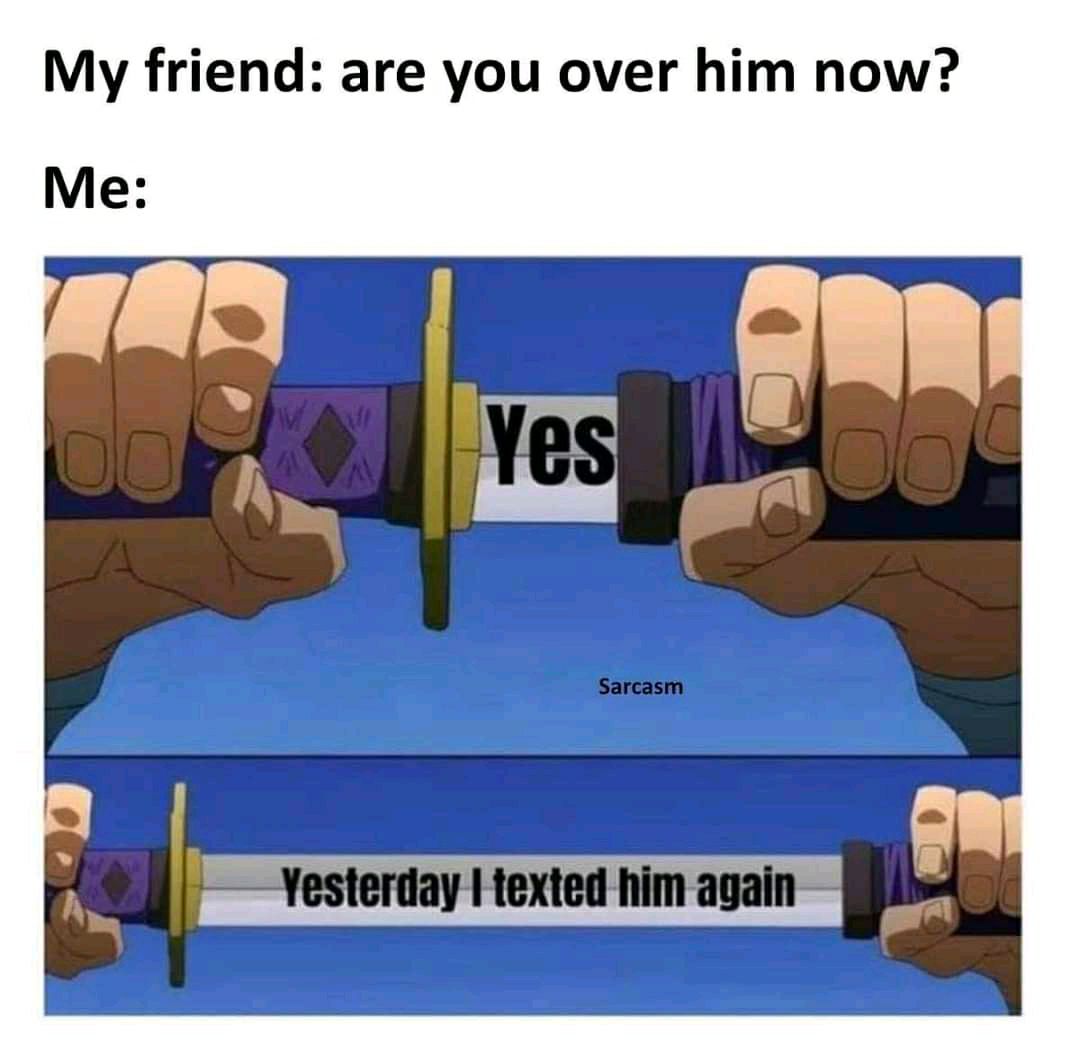 My friend: are you over him now?
Me:
Yes
Sarcasm
Yesterday I texted him again